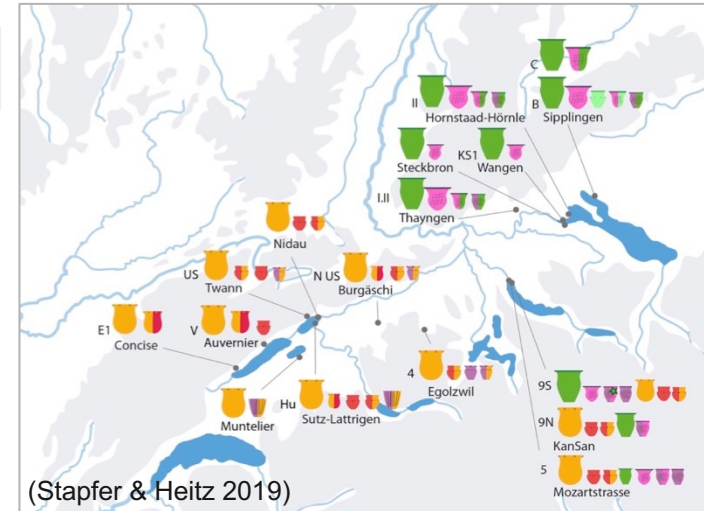 C
B
Sipplingen
II
Hornstaad-Hörnle
Steckbron
KS1
Wangen
I.II
Thayngen
Nidau
US
Twann
N US
Burgäschi
E1
Concise
V
Auvernier
4
Egolzwil
Muntelier
Hu
Sutz-Lattrigen
9S
9N
KanSan
5
Mozartstrasse
(Stapfer & Heitz 2019)